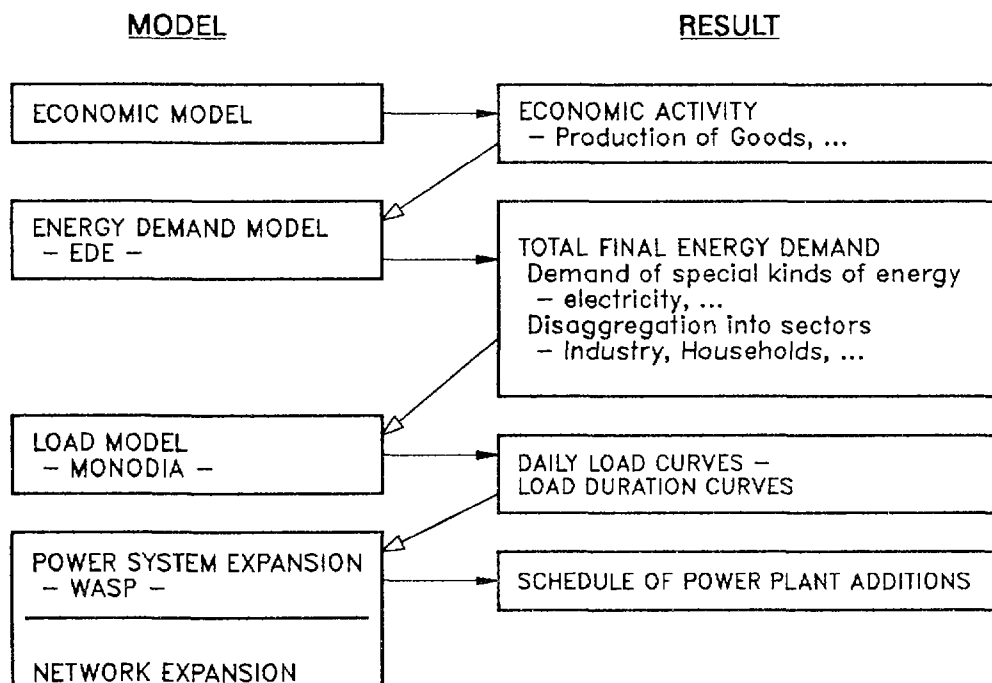 MODEL
RESULT
ECONOMIC MODEL
ECONOMIC ACTIVITY
– Production of Goods, ...
ENERGY DEMAND MODEL
– EDE –
TOTAL FINAL ENERGY DEMAND
Demand of special kinds of energy
– electricity, ...
Disaggregation into sectors
– Industry, Households, ...
LOAD MODEL
– MONODIA –
DAILY LOAD CURVES –
LOAD DURATION CURVES
POWER SYSTEM EXPANSION
– WASP –
SCHEDULE OF POWER PLANT ADDITIONS
NETWORK EXPANSION